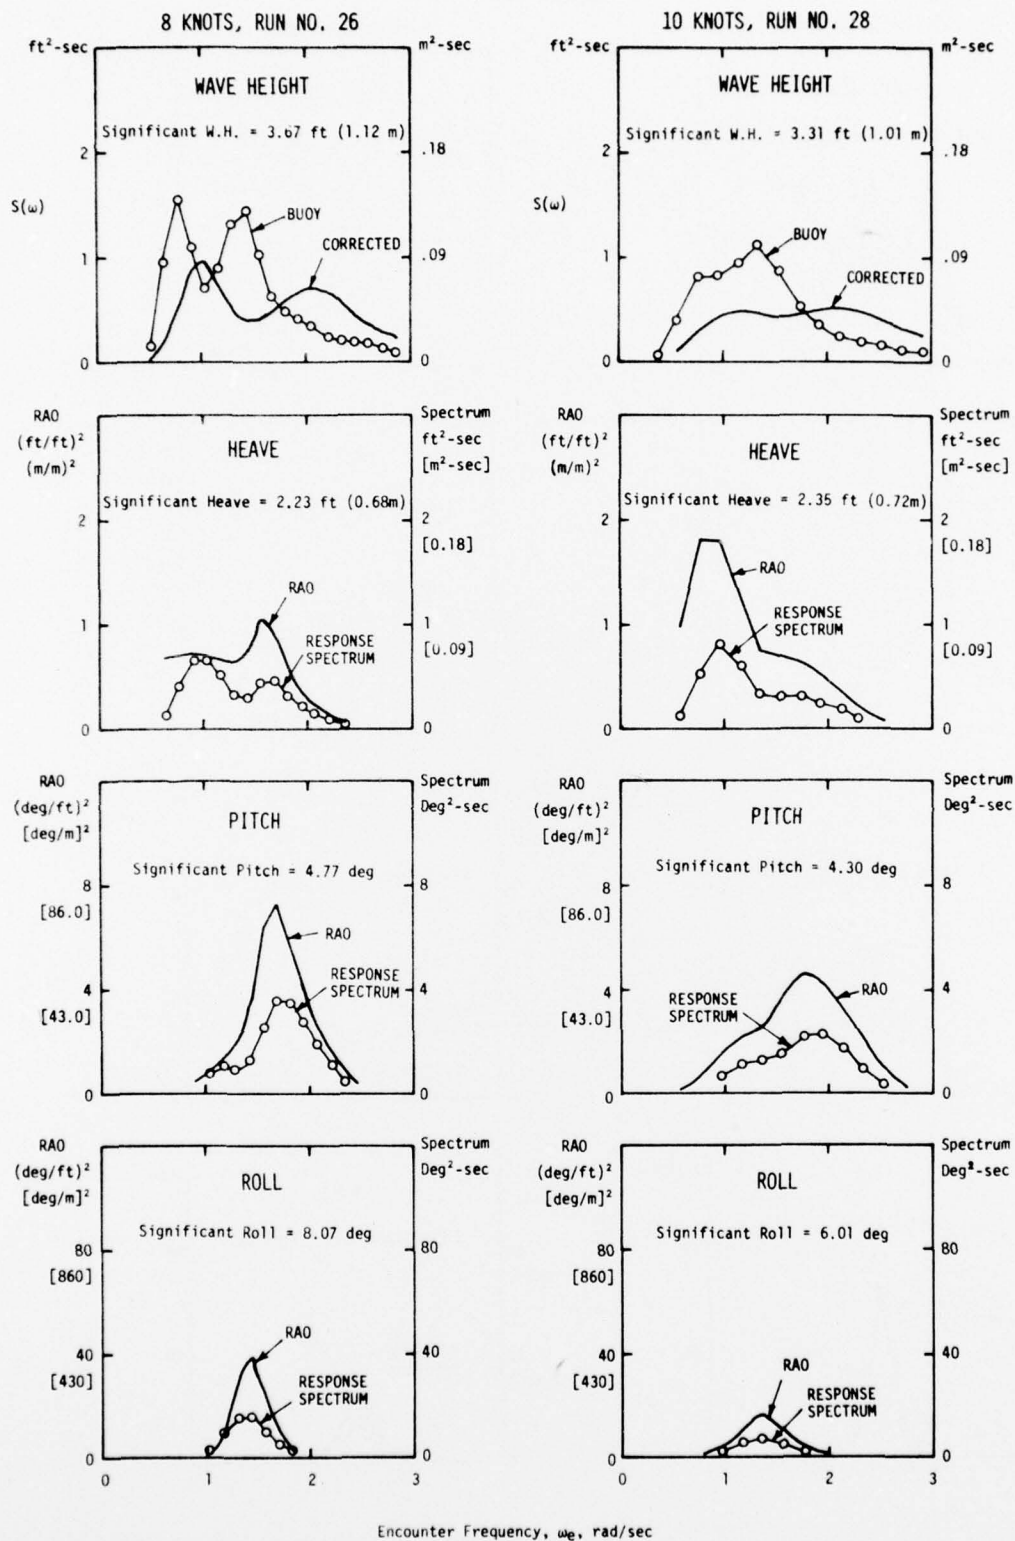 8 KNOTS, RUN NO. 26
ft²-sec
m²-sec
WAVE HEIGHT
Significant W.H. = 3.67 ft (1.12 m)
2
.18
S(ω)
BUOY
CORRECTED
1
.09
0
0
10 KNOTS, RUN NO. 28
ft²-sec
m²-sec
WAVE HEIGHT
Significant W.H. = 3.31 ft (1.01 m)
2
.18
S(ω)
BUOY
1
.09
CORRECTED
0
0
RAO
(ft/ft)²
(m/m)²
Spectrum
ft²-sec
[m²-sec]
HEAVE
Significant Heave = 2.23 ft (0.68m)
2
2
[0.18]
RAO
1
1
RESPONSE
SPECTRUM
[0.09]
0
0
RAO
(ft/ft)²
(m/m)²
Spectrum
ft²-sec
[m²-sec]
HEAVE
Significant Heave = 2.35 ft (0.72m)
2
2
[0.18]
RAO
RESPONSE
SPECTRUM
1
1
[0.09]
0
0
RAO
(deg/ft)²
[deg/m]²
Spectrum
Deg²-sec
PITCH
Significant Pitch = 4.77 deg
8
8
[86.0]
RAO
RESPONSE
SPECTRUM
4
4
[43.0]
0
0
RAO
(deg/ft)²
[deg/m]²
Spectrum
Deg²-sec
PITCH
Significant Pitch = 4.30 deg
8
8
[86.0]
RAO
4
4
RESPONSE
SPECTRUM
[43.0]
0
0
RAO
(deg/ft)²
[deg/m]²
Spectrum
Deg²-sec
ROLL
Significant Roll = 8.07 deg
80
80
[860]
RAO
40
40
RESPONSE
SPECTRUM
[430]
0
0
0 1 2 3
RAO
(deg/ft)²
[deg/m]²
Spectrum
Deg²-sec
ROLL
Significant Roll = 6.01 deg
80
80
[860]
40
40
RAO
[430]
RESPONSE
SPECTRUM
0
0
0 1 2 3
Encounter Frequency, ωe, rad/sec